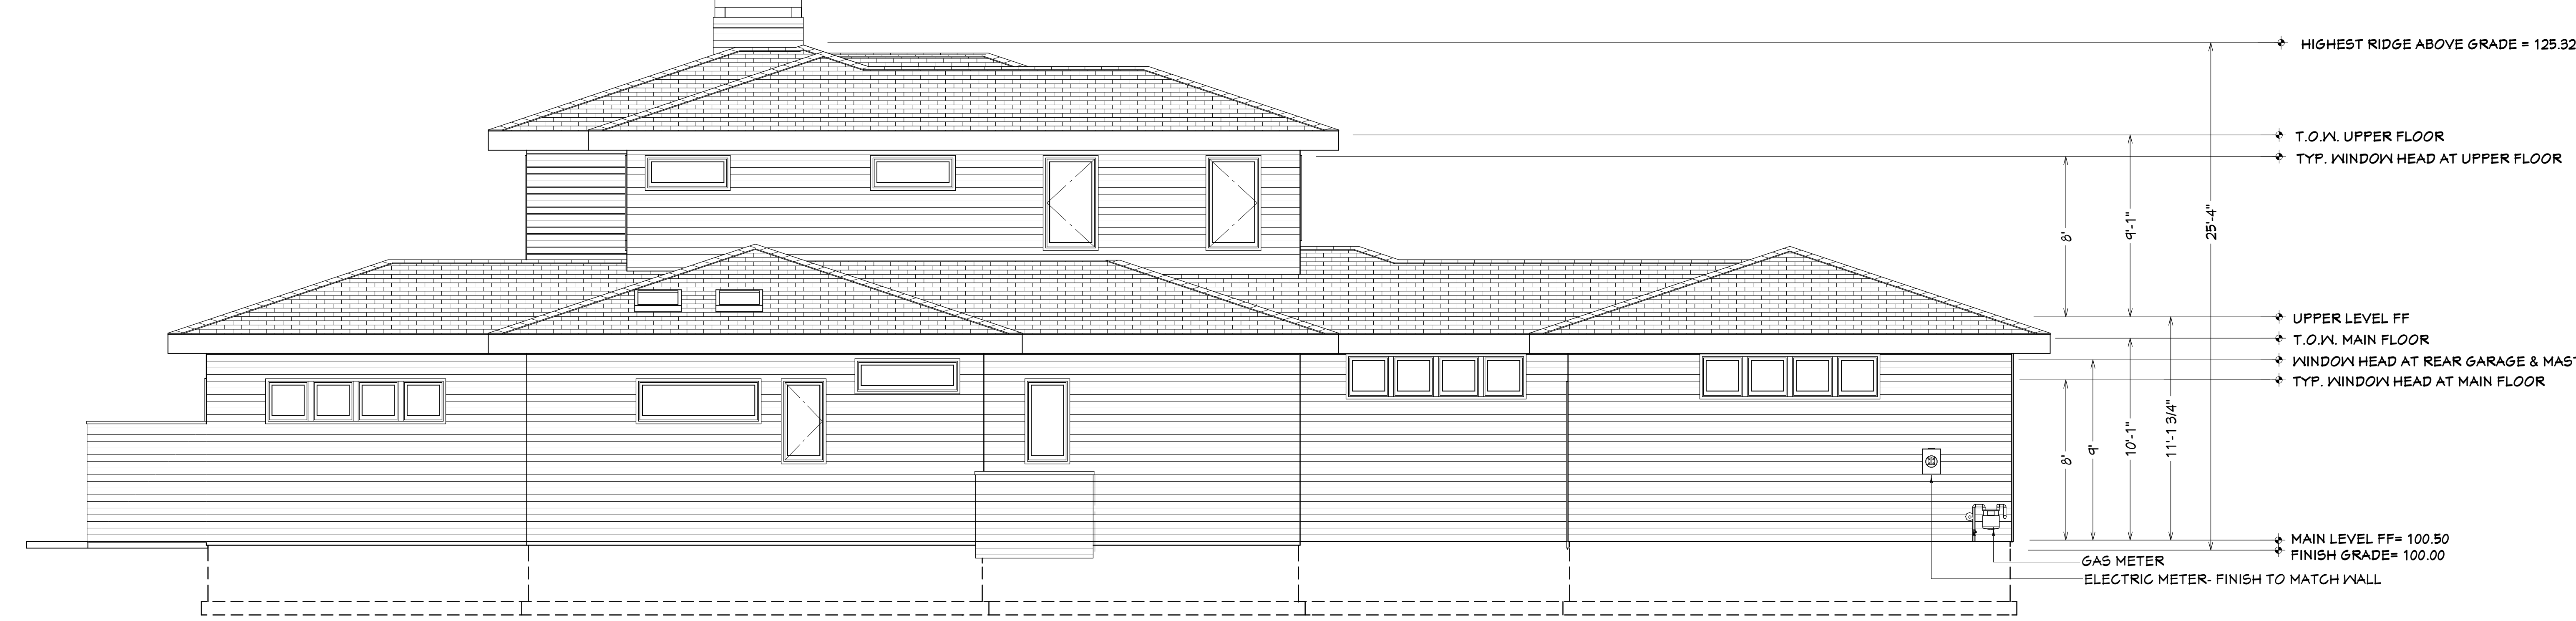 HIGHEST RIDGE ABOVE GRADE = 125.32
T.O.W. UPPER FLOOR
TYP. WINDOW HEAD AT UPPER FLOOR
8'
9'-1"
25'-4"
UPPER LEVEL FF
T.O.W. MAIN FLOOR
WINDOW HEAD AT REAR GARAGE &
TYP. WINDOW HEAD AT MAIN FLOOR
8'
9'
10'-1"
11'-1 3/4"
MAIN LEVEL FF= 100.50
FINISH GRADE= 100.00
GAS METER
ELECTRIC METER- FINISH TO MATCH WALL